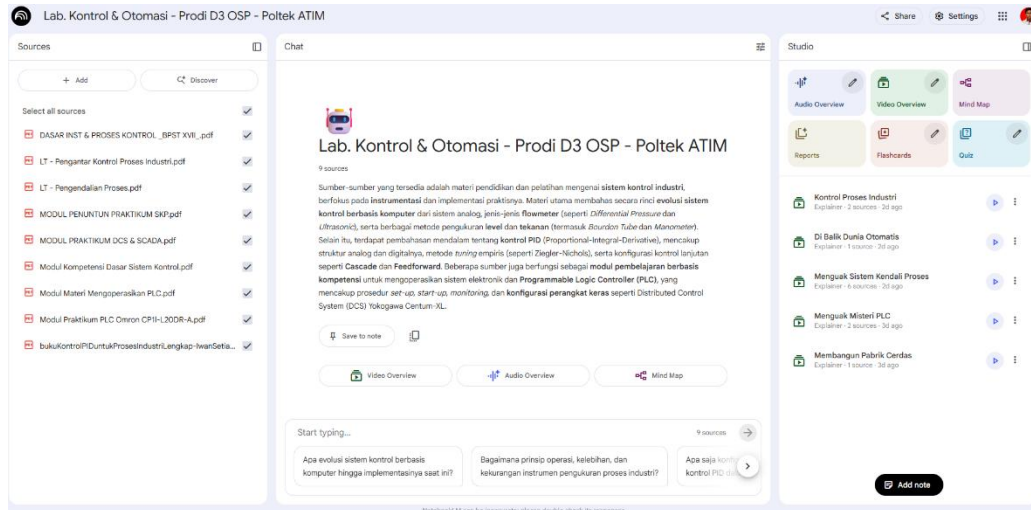 Lab. Kontrol & Otomasi - Prodi D3 OSP - Poltek ATIM
Share
Settings
Sources
+ Add
Discover
Select all sources
DASAR INST & PROSES KONTROL _BPST XVII_.pdf
LT - Pengantar Kontrol Proses Industri.pdf
LT - Pengendalian Proses.pdf
MODUL PENUNTUN PRAKTIKUM SKP.pdf
MODUL PRAKTIKUM DCS & SCADA.pdf
Modul Kompetensi Dasar Sistem Kontrol.pdf
Modul Materi Mengoperasikan PLC.pdf
Modul Praktikum PLC Omron CP1I-L20DR-A.pdf
bukuKontrolPIDuntukProsesIndustriLengkap-IwanSetia...
Chat
Lab. Kontrol & Otomasi - Prodi D3 OSP - Poltek ATIM
9 sources
Sumber-sumber yang tersedia adalah materi pendidikan dan pelatihan mengenai sistem kontrol industri,
berfokus pada instrumentasi dan implementasi praktisnya. Materi utama membahas secara rinci evolusi sistem
kontrol berbasis komputer dari sistem analog, jenis-jenis flowmeter (seperti Differential Pressure dan
Ultrasonic), serta berbagai metode pengukuran level dan tekanan (termasuk Bourdon Tube dan Manometer).
Selain itu, terdapat pembahasan mendalam tentang kontrol PID (Proportional-Integral-Derivative), mencakup
struktur analog dan digitalnya, metode tuning empiris (seperti Ziegler-Nichols), serta konfigurasi kontrol lanjutan
seperti Cascade dan Feedforward. Beberapa sumber juga berfungsi sebagai modul pembelajaran berbasis
kompetensi untuk mengoperasikan sistem elektronik dan Programmable Logic Controller (PLC), yang
mencakup prosedur set-up, start-up, monitoring, dan konfigurasi perangkat keras seperti Distributed Control
System (DCS) Yokogawa Centum-XL.
Save to note
Video Overview
Audio Overview
Mind Map
Start typing...
9 sources
Apa evolusi sistem kontrol berbasis
komputer hingga implementasinya saat ini?
Bagaimana prinsip operasi, kelebihan, dan
kekurangan instrumen pengukuran proses industri?
Apa saja
kontrol PID
Studio
Audio Overview
Video Overview
Mind Map
Reports
Flashcards
Quiz
Kontrol Proses Industri
Explainer · 2 sources · 2d ago
Di Balik Dunia Otomatis
Explainer · 1 source · 2d ago
Menguak Sistem Kendali Proses
Explainer · 6 sources · 2d ago
Menguak Misteri PLC
Explainer · 2 sources · 3d ago
Membangun Pabrik Cerdas
Explainer · 1 source · 3d ago
Add note